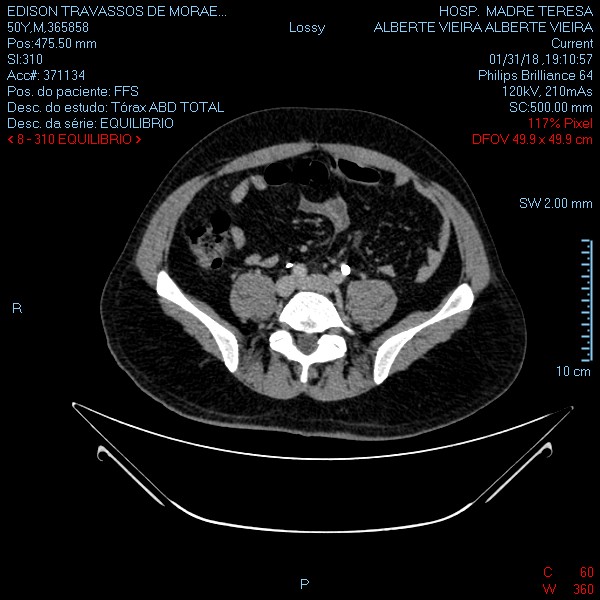 EDISON TRAVASSOS DE MORAE...
50Y,M,365858
Pos:475.50 mm
SI:310
Acc#: 371134
Pos. do paciente: FFS
Desc. do estudo: Tórax ABD TOTAL
Desc. da série: EQUILIBRIO
< 8 - 310 EQUILIBRIO >
Lossy
HOSP. MADRE TERESA
ALBERTE VIEIRA ALBERTE VIEIRA
Current
01/31/18 ,19:10:57
Philips Brilliance 64
120kV, 210mAs
SC:500.00 mm
117% Pixel
DFOV 49.9 x 49.9 cm
SW 2.00 mm
R
10 cm
P
C 60
W 360